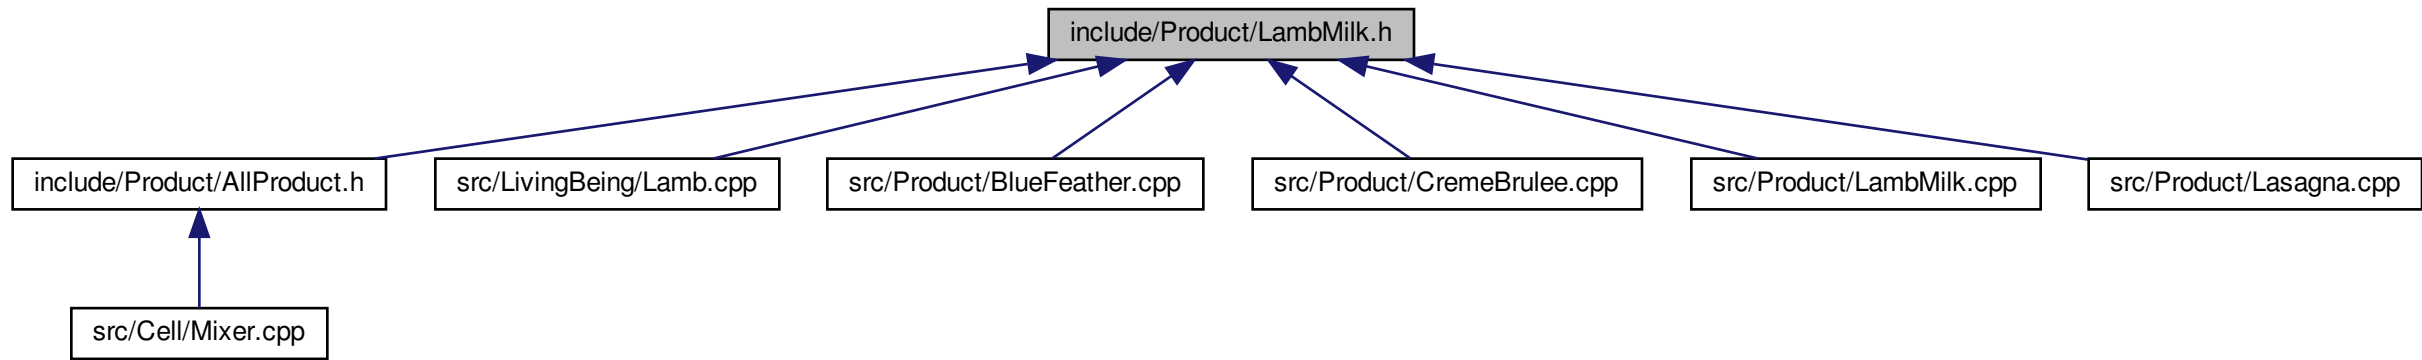 include/Product/LambMilk.h
include/Product/AllProduct.h
src/LivingBeing/Lamb.cpp
src/Product/BlueFeather.cpp
src/Product/CremeBrulee.cpp
src/Product/LambMilk.cpp
src/Product/Lasagna.cpp
src/Cell/Mixer.cpp